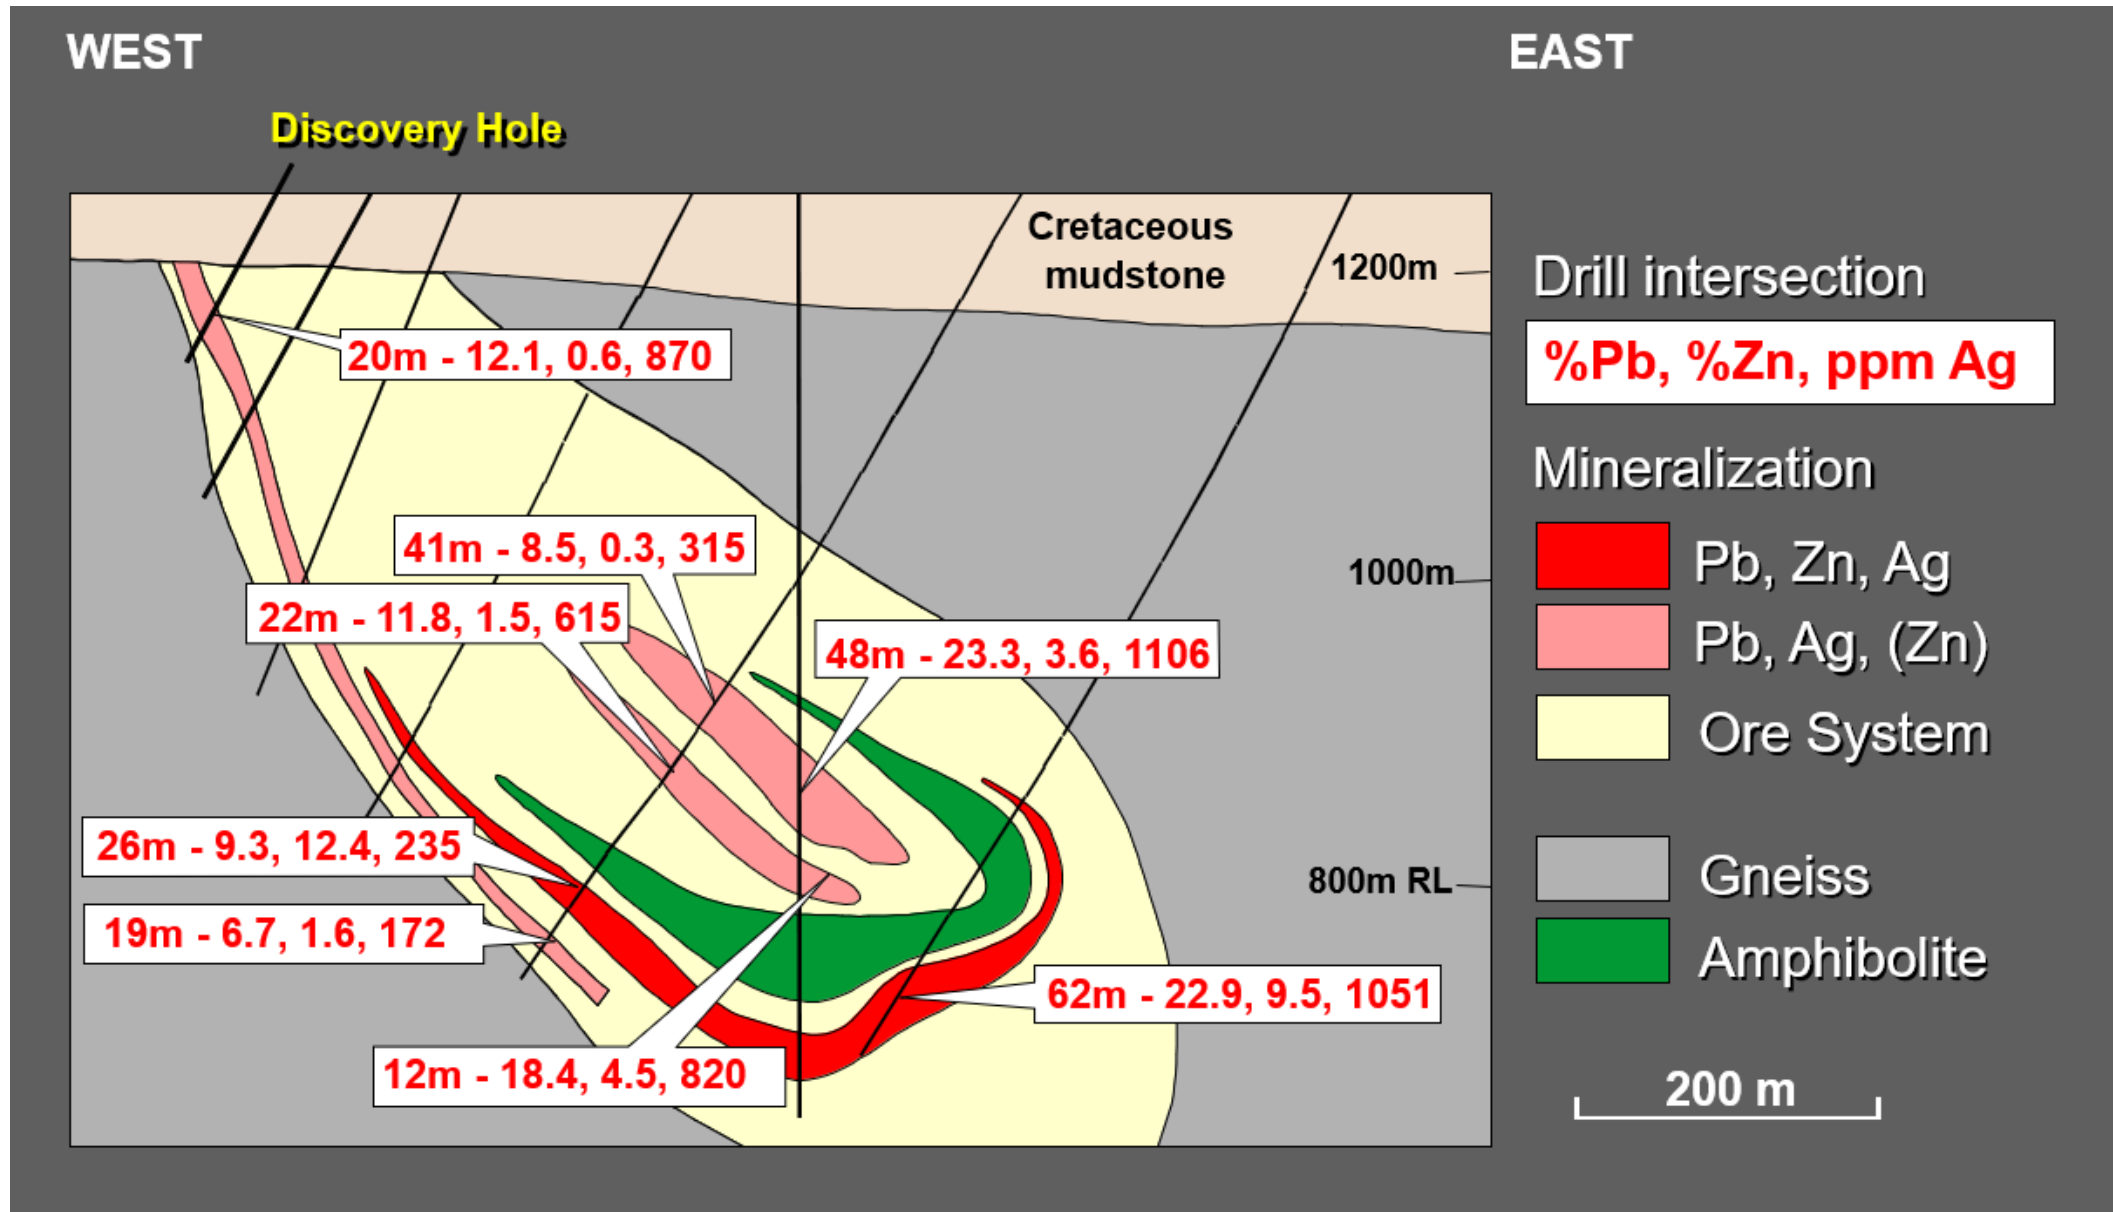 WEST
EAST
Discovery Hole
Cretaceous
mudstone
1200m
20m - 12.1, 0.6, 870
41m - 8.5, 0.3, 315
1000m
22m - 11.8, 1.5, 615
48m - 23.3, 3.6, 1106
26m - 9.3, 12.4, 235
800m RL
19m - 6.7, 1.6, 172
62m - 22.9, 9.5, 1051
12m - 18.4, 4.5, 820
Drill intersection
%Pb, %Zn, ppm Ag
Mineralization
Pb, Zn, Ag
Pb, Ag, (Zn)
Ore System
Gneiss
Amphibolite
200 m